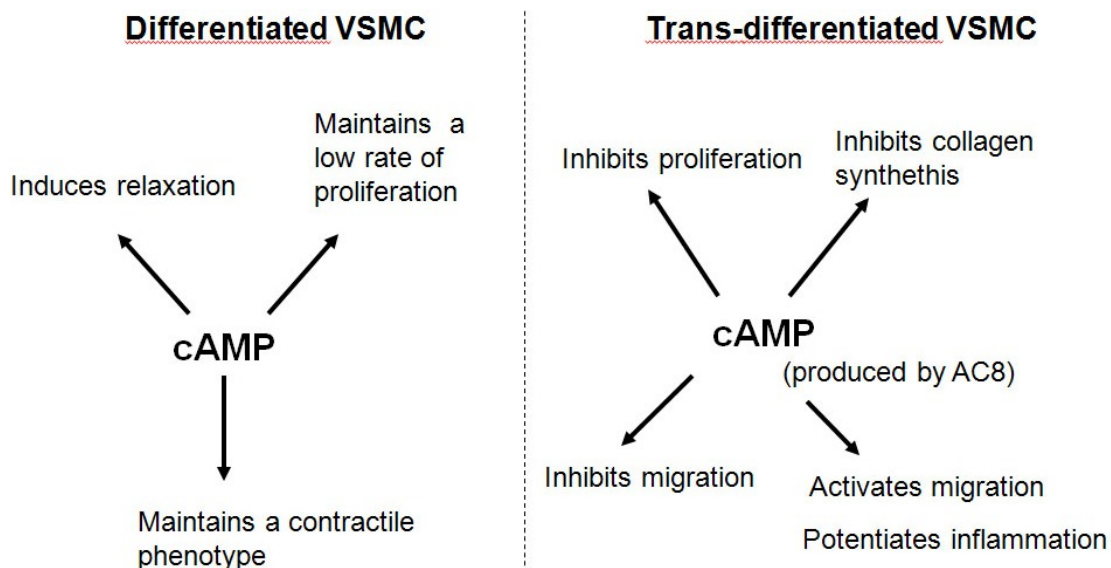 Differentiated VSMC
Induces relaxation
Maintains a
low rate of
proliferation
cAMP
Maintains a contractile
phenotype
Trans-differentiated VSMC
Inhibits proliferation
Inhibits collagen
synthethis
cAMP
(produced by AC8)
Inhibits migration
Activates migration
Potentiates inflammation